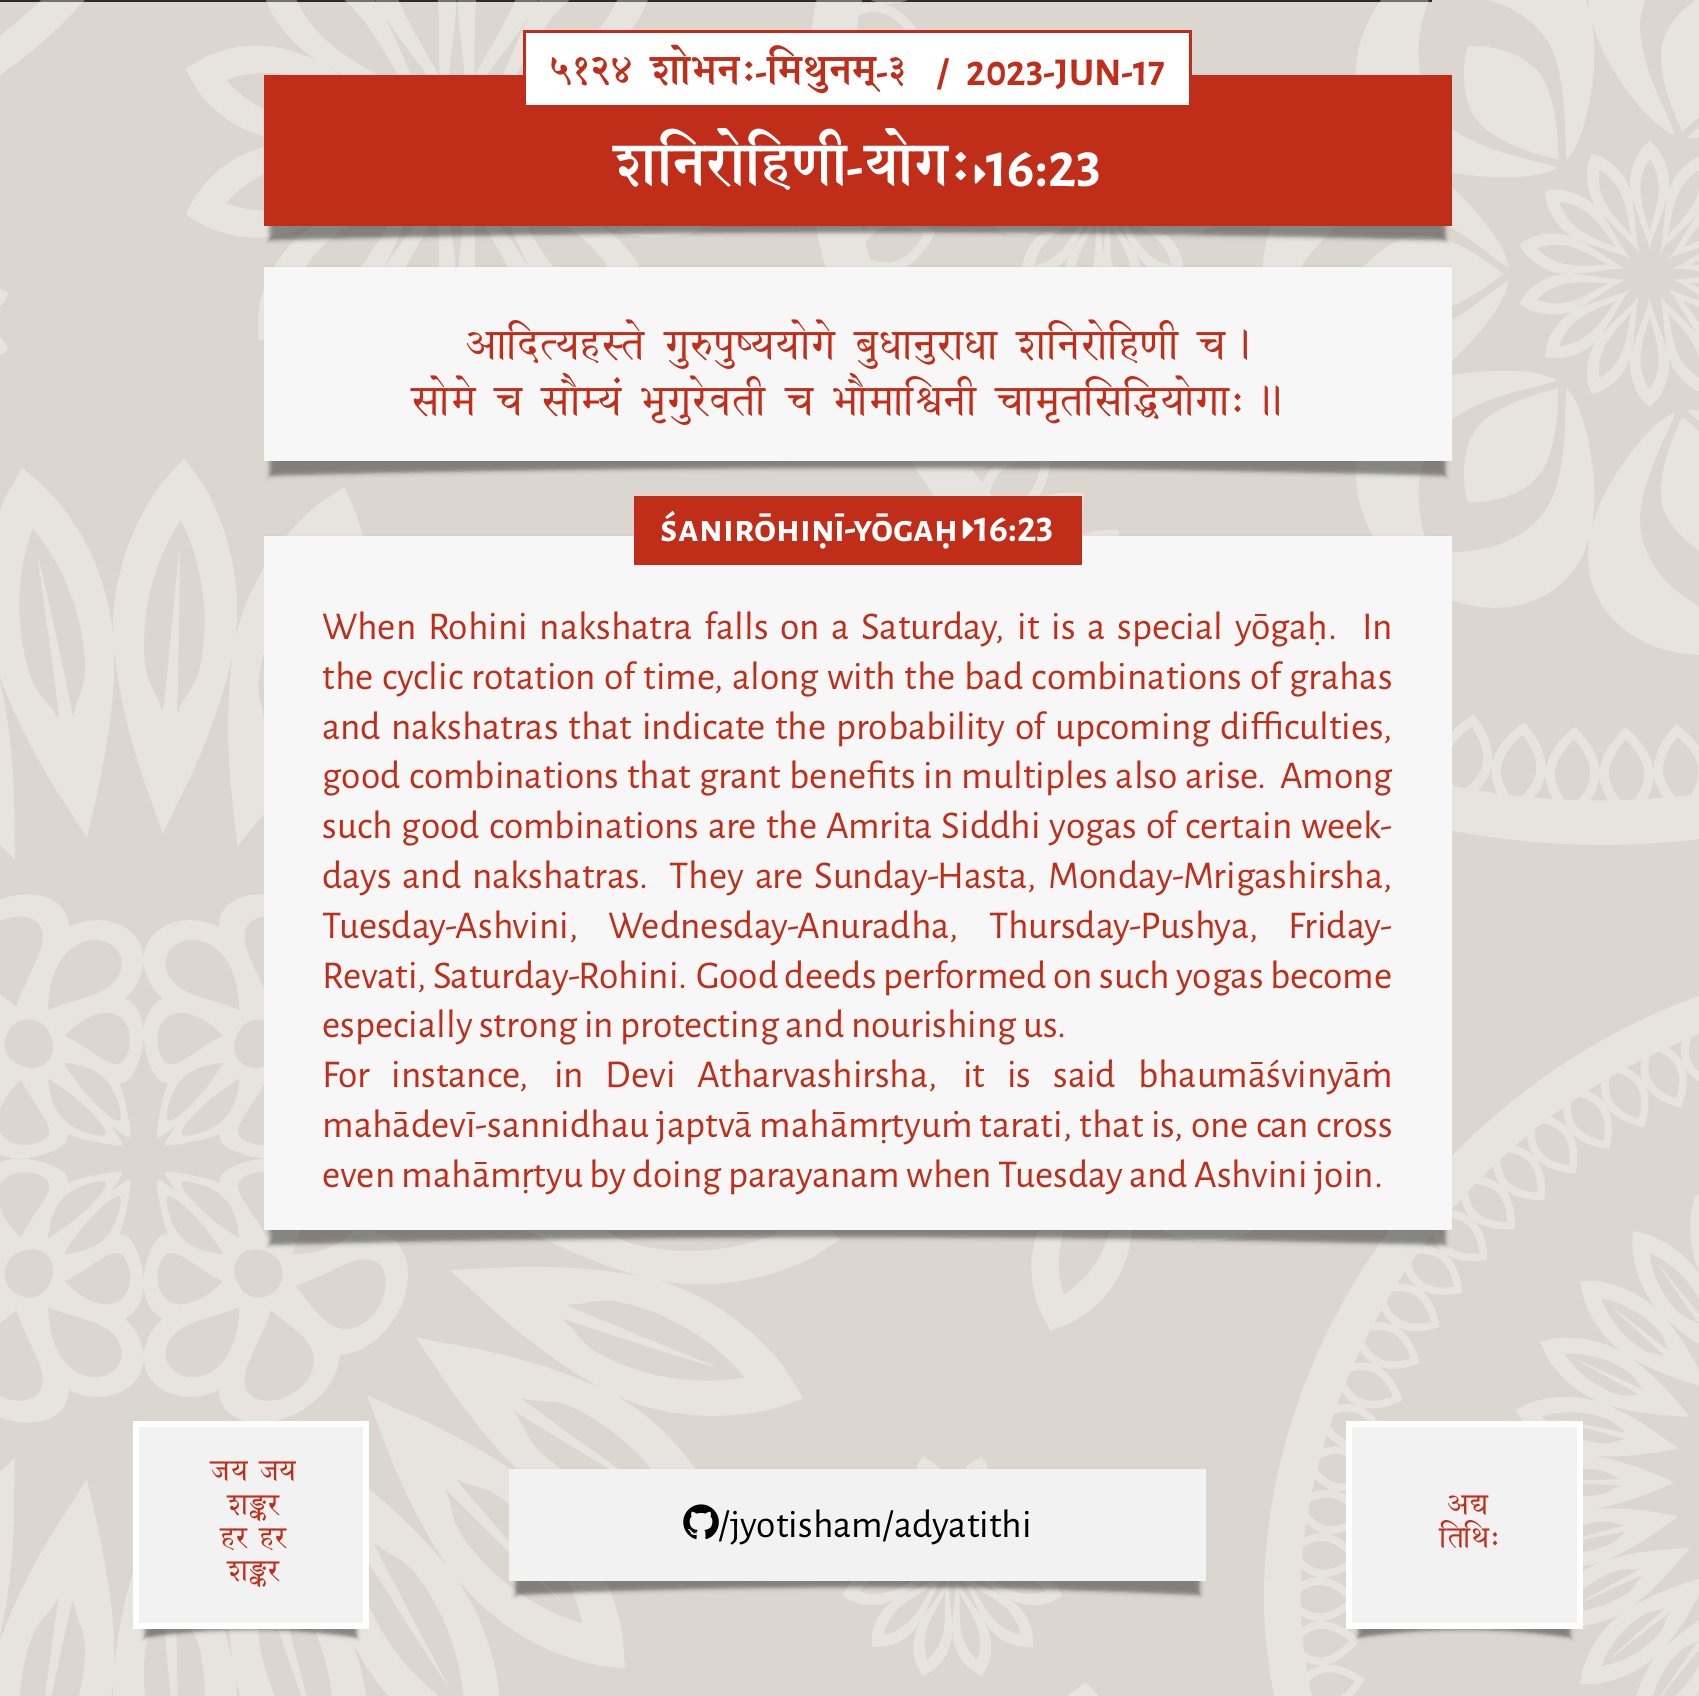 ५१२४ शोभनः-मिथुनम्-३ / 2023-JUN-17
शनिरोहिणी-योगः▸16:23
आदित्यहस्ते गुरुपुष्ययोगे बुधानुराधा शनिरोहिणी च।
सोमे च सौम्यं भृगुरेवती च भौमाश्विनी चामृतसिद्धियोगाः॥
ŚANIRŌHIṆĪ-YŌGAḤ▸16:23
When Rohini nakshatra falls on a Saturday, it is a special yōgaḥ. In
the cyclic rotation of time, along with the bad combinations of grahas
and nakshatras that indicate the probability of upcoming difficulties,
good combinations that grant benefits in multiples also arise. Among
such good combinations are the Amrita Siddhi yogas of certain week-
days and nakshatras. They are Sunday-Hasta, Monday-Mrigashirsha,
Tuesday-Ashvini, Wednesday-Anuradha, Thursday-Pushya, Friday-
Revati, Saturday-Rohini. Good deeds performed on such yogas become
especially strong in protecting and nourishing us.
For instance, in Devi Atharvashirsha, it is said bhaumāśvinyāṁ
mahādevī-sannidhau japtvā mahāmṛtyuṁ tarati, that is, one can cross
even mahāmṛtyu by doing parayanam when Tuesday and Ashvini join.
जय जय
शङ्कर
हर हर
शङ्कर
/jyotisham/adyatithi
अद्य
तिथिः